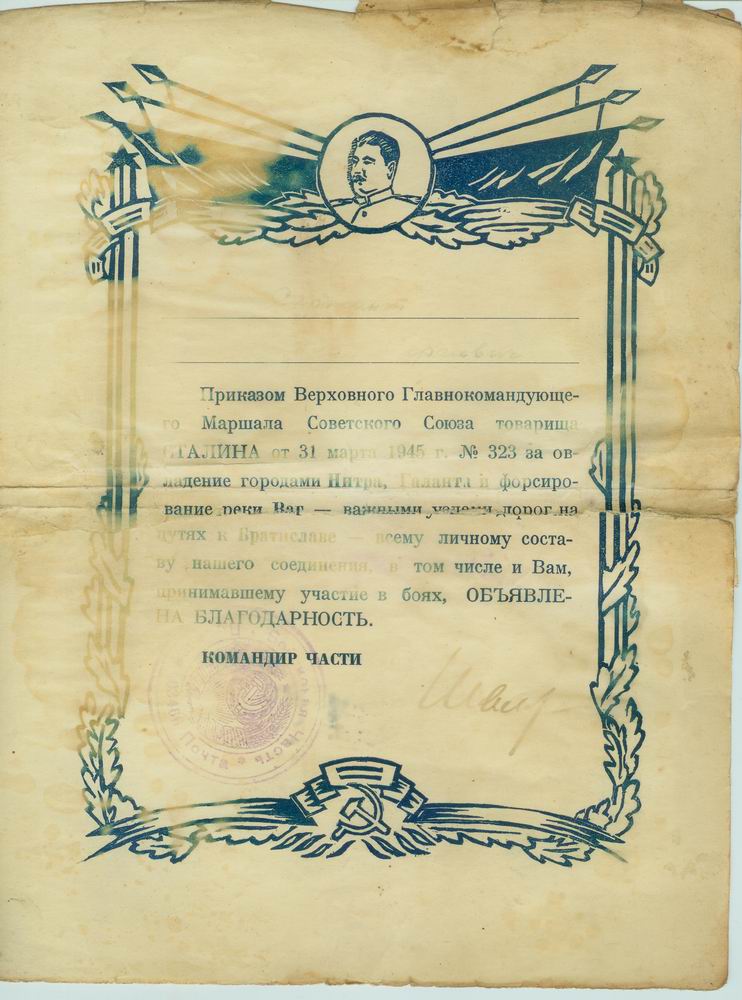 Приказом Верховного Главнокомандующе-
го Маршала Советского Союза товарища
СТАЛИНА от 31 марта 1945 г. № 323 за ов-
ладение городами Нитра, Галанта и форсиро-
вание реки Ваг — важными узлами дорог на
путях к Братиславе — всему личному соста-
ву нашего соединения, в том числе и Вам,
принимавшему участие в боях, ОБЪЯВЛЕ-
НА БЛАГОДАРНОСТЬ.
КОМАНДИР ЧАСТИ
Почта * часть